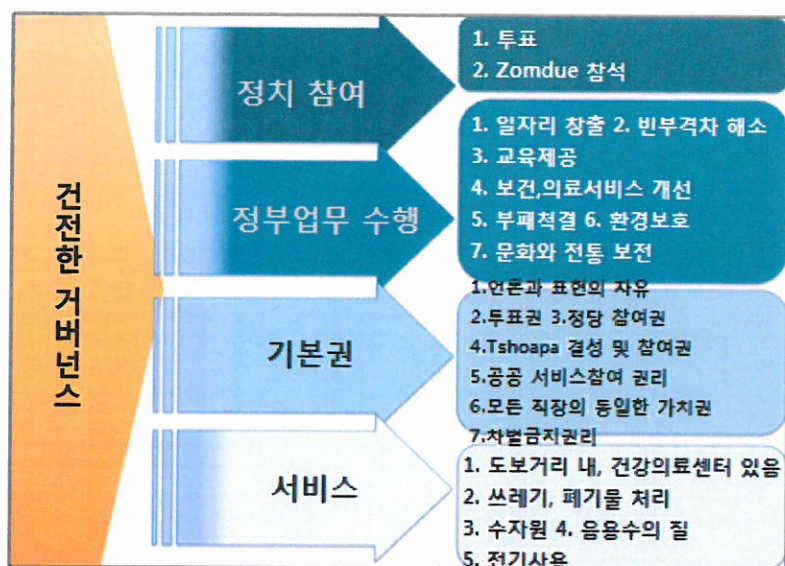 건전한 거버넌스
정치 참여
1. 투표
2. Zomdue 참석
정부업무 수행
1. 일자리 창출 2. 빈부격차 해소
3. 교육제공
4. 보건,의료서비스 개선
5. 부패척결 6. 환경보호
7. 문화와 전통 보전
기본권
1.언론과 표현의 자유
2.투표권 3.정당 참여권
4.Tshoapa 결성 및 참여권
5.공공 서비스참여 권리
6.모든 직장의 동일한 가치권
7.차별금지권리
서비스
1. 도보거리 내, 건강의료센터 있음
2. 쓰레기, 폐기물 처리
3. 수자원 4. 음용수의 질
5. 전기사용